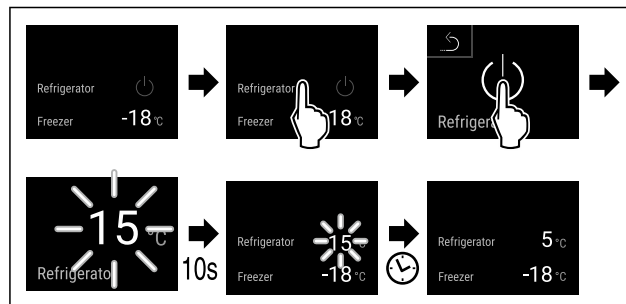 Refrigerator
Freezer -18 °C
Refrigerator
Freezer 18 °C
Refriger
15 °C
Refrigerato
10s
Refrigerator 15 °C
Freezer -18 °C
Refrigerator 5 °C
Freezer -18 °C